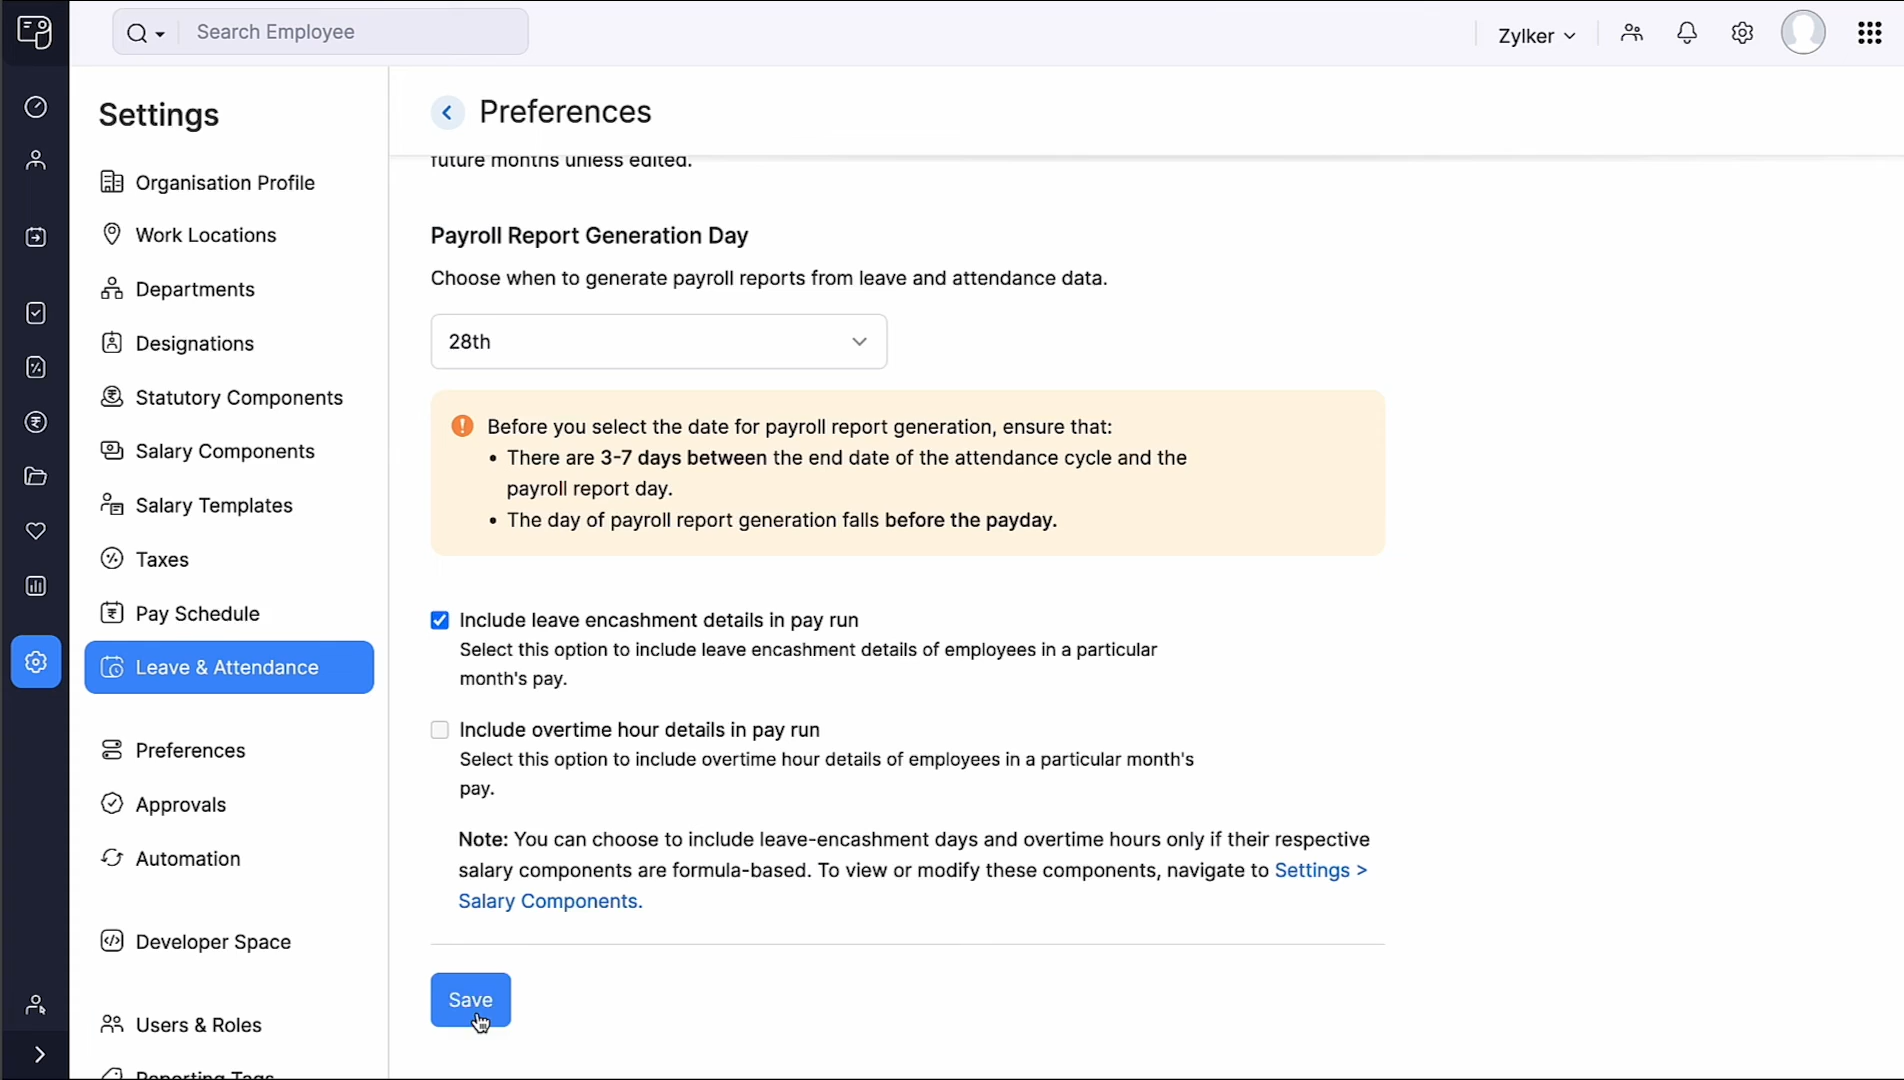 Search Employee
Zylker
Settings
Organisation Profile
Work Locations
Departments
Designations
Statutory Components
Salary Components
Salary Templates
Taxes
Pay Schedule
Leave & Attendance
Preferences
Approvals
Automation
Developer Space
Users & Roles
Reporting Tags
Preferences
future months unless edited.
Payroll Report Generation Day
Choose when to generate payroll reports from leave and attendance data.
28th
Before you select the date for payroll report generation, ensure that:
• There are 3-7 days between the end date of the attendance cycle and the
payroll report day.
• The day of payroll report generation falls before the payday.
Include leave encashment details in pay run
Select this option to include leave encashment details of employees in a particular
month's pay.
Include overtime hour details in pay run
Select this option to include overtime hour details of employees in a particular month's
pay.
Note: You can choose to include leave-encashment days and overtime hours only if their respective
salary components are formula-based. To view or modify these components, navigate to Settings >
Salary Components.
Save